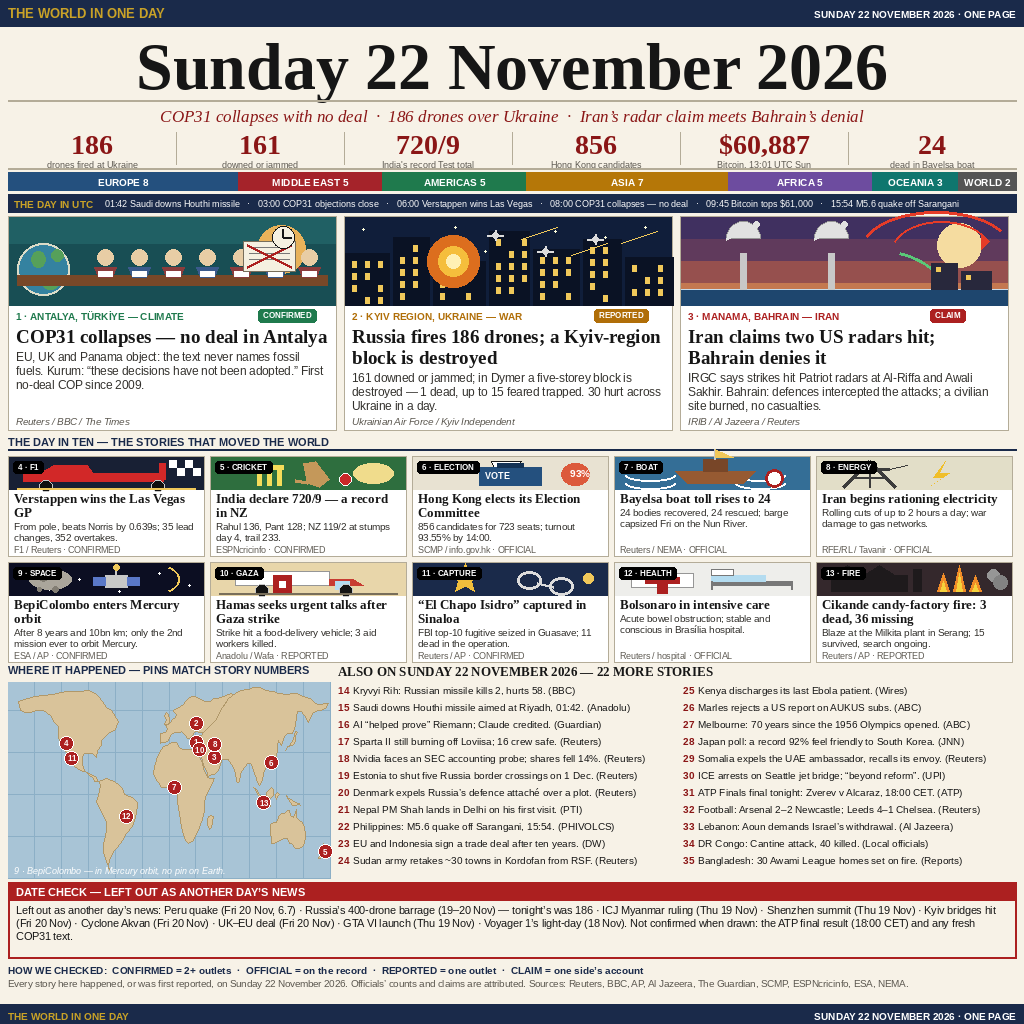 THE WORLD IN ONE DAY
SUNDAY 22 NOVEMBER 2026 · ONE PAGE
Sunday 22 November 2026
COP31 collapses with no deal · 186 drones over Ukraine · Iran's radar claim meets Bahrain's denial
186
161
720/9
856
$60,887
24
drones fired at Ukraine
downed or jammed
India's record Test total
Hong Kong candidates
Bitcoin, 13:01 UTC Sun
dead in Bayelsa boat
EUROPE 8
MIDDLE EAST 5
AMERICAS 5
ASIA 7
AFRICA 5
OCEANIA 3
WORLD 2
THE DAY IN UTC
01:42 Saudi downs Houthi missile · 03:00 COP31 objections close · 06:00 Verstappen wins Las Vegas · 08:00 COP31 collapses — no deal · 09:45 Bitcoin tops $61,000 · 15:54 M5.6 quake off Sarangani
1 · ANTALYA, TÜRKİYE — CLIMATE
CONFIRMED
COP31 collapses — no deal in Antalya
EU, UK and Panama object: the text never names fossil
fuels. Kurum: “these decisions have not been adopted.” First
no-deal COP since 2009.
Reuters / BBC / The Times
2 · KYIV REGION, UKRAINE — WAR
REPORTED
Russia fires 186 drones; a Kyiv-region
block is destroyed
161 downed or jammed; in Dymer a five-storey block is
destroyed — 1 dead, up to 15 feared trapped. 30 hurt across
Ukraine in a day.
Ukrainian Air Force / Kyiv Independent
3 · MANAMA, BAHRAIN — IRAN
CLAIM
Iran claims two US radars hit;
Bahrain denies it
IRGC says strikes hit Patriot radars at Al-Riffa and Awali
Sakhir. Bahrain: defences intercepted the attacks; a civilian
site burned, no casualties.
IRIB / Al Jazeera / Reuters
THE DAY IN TEN — THE STORIES THAT MOVED THE WORLD
4 · F1
Verstappen wins the Las Vegas
GP
From pole, beats Norris by 0.639s; 35 lead
changes, 352 overtakes.
F1 / Reuters · CONFIRMED
5 · CRICKET
India declare 720/9 — a record
in NZ
Rahul 136, Pant 128; NZ 119/2 at stumps
day 4, trail 233.
ESPNcricinfo · CONFIRMED
6 · ELECTION
VOTE
93%
Hong Kong elects its Election
Committee
856 candidates for 723 seats; turnout
93.55% by 14:00.
SCMP / info.gov.hk · OFFICIAL
7 · BOAT
Bayelsa boat toll rises to 24
24 bodies recovered, 24 rescued; barge
capsized Fri on the Nun River.
Reuters / NEMA · OFFICIAL
8 · ENERGY
Iran begins rationing electricity
Rolling cuts of up to 2 hours a day; war
damage to gas networks.
RFE/RL / Tavanir · OFFICIAL
9 · SPACE
BepiColombo enters Mercury
orbit
After 8 years and 10bn km; only the 2nd
mission ever to orbit Mercury.
ESA / AP · CONFIRMED
10 · GAZA
Hamas seeks urgent talks after
Gaza strike
Strike hit a food-delivery vehicle; 3 aid
workers killed.
Anadolu / Wafa · REPORTED
11 · CAPTURE
“El Chapo Isidro” captured in
Sinaloa
FBI top-10 fugitive seized in Guasave; 11
dead in the operation.
Reuters / AP · CONFIRMED
12 · HEALTH
Bolsonaro in intensive care
Acute bowel obstruction; stable and
conscious in Brasília hospital.
Reuters / hospital · OFFICIAL
13 · FIRE
Cikande candy-factory fire: 3
dead, 36 missing
Blaze at the Milkita plant in Serang; 15
survived, search ongoing.
Reuters / AP · REPORTED
WHERE IT HAPPENED — PINS MATCH STORY NUMBERS
2
4
11
10
8
3
6
7
13
12
5
9 · BepiColombo — in Mercury orbit, no pin on Earth.
ALSO ON SUNDAY 22 NOVEMBER 2026 — 22 MORE STORIES
14 Kryvyi Rih: Russian missile kills 2, hurts 58. (BBC)
15 Saudi downs Houthi missile aimed at Riyadh, 01:42. (Anadolu)
16 AI “helped prove” Riemann; Claude credited. (Guardian)
17 Sparta II still burning off Loviisa; 16 crew safe. (Reuters)
18 Nvidia faces an SEC accounting probe; shares fell 14%. (Reuters)
19 Estonia to shut five Russia border crossings on 1 Dec. (Reuters)
20 Denmark expels Russia's defence attaché over a plot. (Reuters)
21 Nepal PM Shah lands in Delhi on his first visit. (PTI)
22 Philippines: M5.6 quake off Sarangani, 15:54. (PHIVOLCS)
23 EU and Indonesia sign a trade deal after ten years. (DW)
24 Sudan army retakes ~30 towns in Kordofan from RSF. (Reuters)
25 Kenya discharges its last Ebola patient. (Wires)
26 Marles rejects a US report on AUKUS subs. (ABC)
27 Melbourne: 70 years since the 1956 Olympics opened. (ABC)
28 Japan poll: a record 92% feel friendly to South Korea. (JNN)
29 Somalia expels the UAE ambassador, recalls its envoy. (Reuters)
30 ICE arrests on Seattle jet bridge; “beyond reform”. (UPI)
31 ATP Finals final tonight: Zverev v Alcaraz, 18:00 CET. (ATP)
32 Football: Arsenal 2–2 Newcastle; Leeds 4–1 Chelsea. (Reuters)
33 Lebanon: Aoun demands Israel's withdrawal. (Al Jazeera)
34 DR Congo: Cantine attack, 40 killed. (Local officials)
35 Bangladesh: 30 Awami League homes set on fire. (Reports)
DATE CHECK — LEFT OUT AS ANOTHER DAY'S NEWS
Left out as another day's news: Peru quake (Fri 20 Nov, 6.7) · Russia's 400-drone barrage (19–20 Nov) — tonight's was 186 · ICJ Myanmar ruling (Thu 19 Nov) · Shenzhen summit (Thu 19 Nov) · Kyiv bridges hit
(Fri 20 Nov) · Cyclone Akvan (Fri 20 Nov) · UK–EU deal (Fri 20 Nov) · GTA VI launch (Thu 19 Nov) · Voyager 1's light-day (18 Nov). Not confirmed when drawn: the ATP final result (18:00 CET) and any fresh
COP31 text.
HOW WE CHECKED: CONFIRMED = 2+ outlets · OFFICIAL = on the record · REPORTED = one outlet · CLAIM = one side's account
Every story here happened, or was first reported, on Sunday 22 November 2026. Officials' counts and claims are attributed. Sources: Reuters, BBC, AP, Al Jazeera, The Guardian, SCMP, ESPNcricinfo, ESA, NEMA.
THE WORLD IN ONE DAY
SUNDAY 22 NOVEMBER 2026 · ONE PAGE